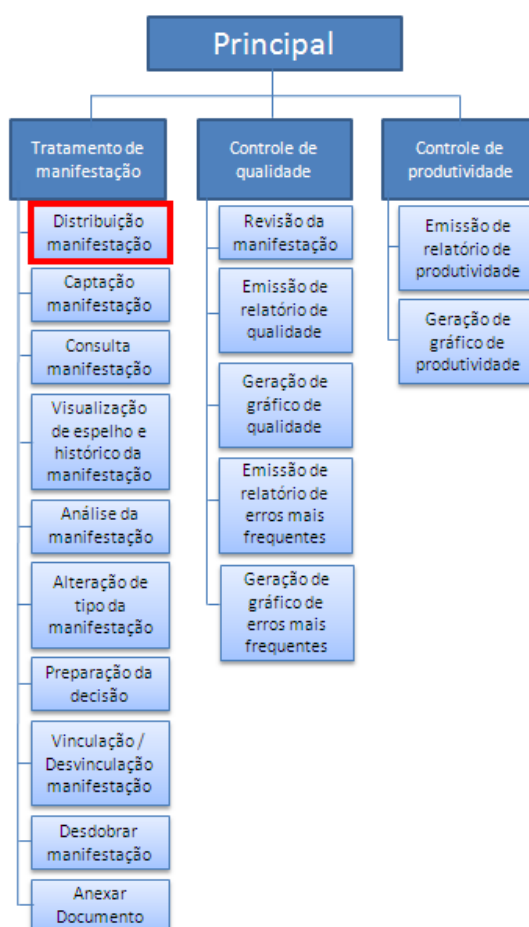 Principal
Tratamento de
manifestação
Distribuição
manifestação
Captação
manifestação
Consulta
manifestação
Visualização
de espelho e
histórico da
manifestação
Análise da
manifestação
Alteração de
tipo da
manifestação
Preparação da
decisão
Vinculação /
Desvinculação
manifestação
Desdobrar
manifestação
Anexar
Documento
Controle de
qualidade
Revisão da
manifestação
Emissão de
relatório de
qualidade
Geração de
gráfico de
qualidade
Emissão de
relatório de
erros mais
frequentes
Geração de
gráfico de
erros mais
frequentes
Controle de
produtividade
Emissão de
relatório de
produtividade
Geração de
gráfico de
produtividade